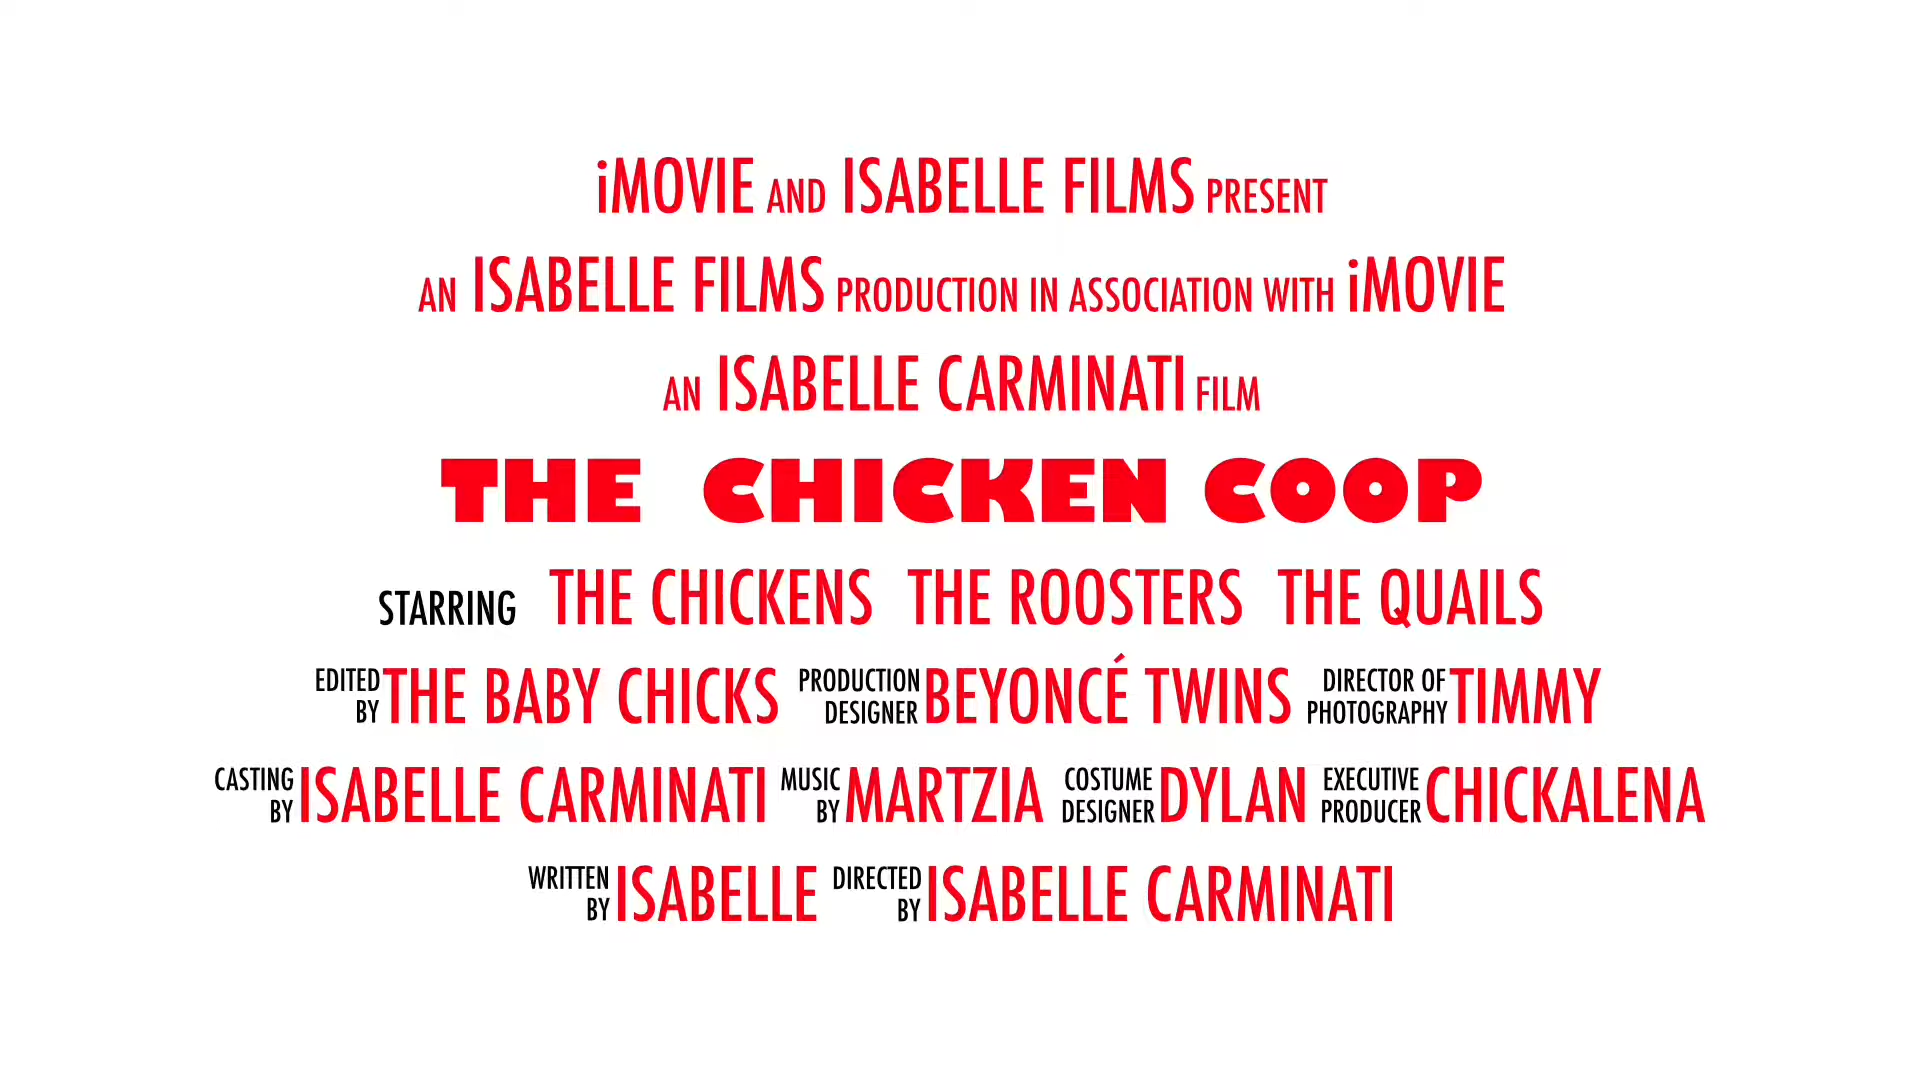 iMOVIE AND ISABELLE FILMS PRESENT
AN ISABELLE FILMS PRODUCTION IN ASSOCIATION WITH iMOVIE
AN ISABELLE CARMINATI FILM
THE CHICKEN COOP
STARRING THE CHICKENS THE ROOSTERS THE QUAILS
EDITED BY THE BABY CHICKS PRODUCTION DESIGNER BEYONCÉ TWINS DIRECTOR OF PHOTOGRAPHY TIMMY
CASTING BY ISABELLE CARMINATI MUSIC BY MARTZIA COSTUME DESIGNER DYLAN EXECUTIVE PRODUCER CHICKALENA
WRITTEN BY ISABELLE DIRECTED BY ISABELLE CARMINATI